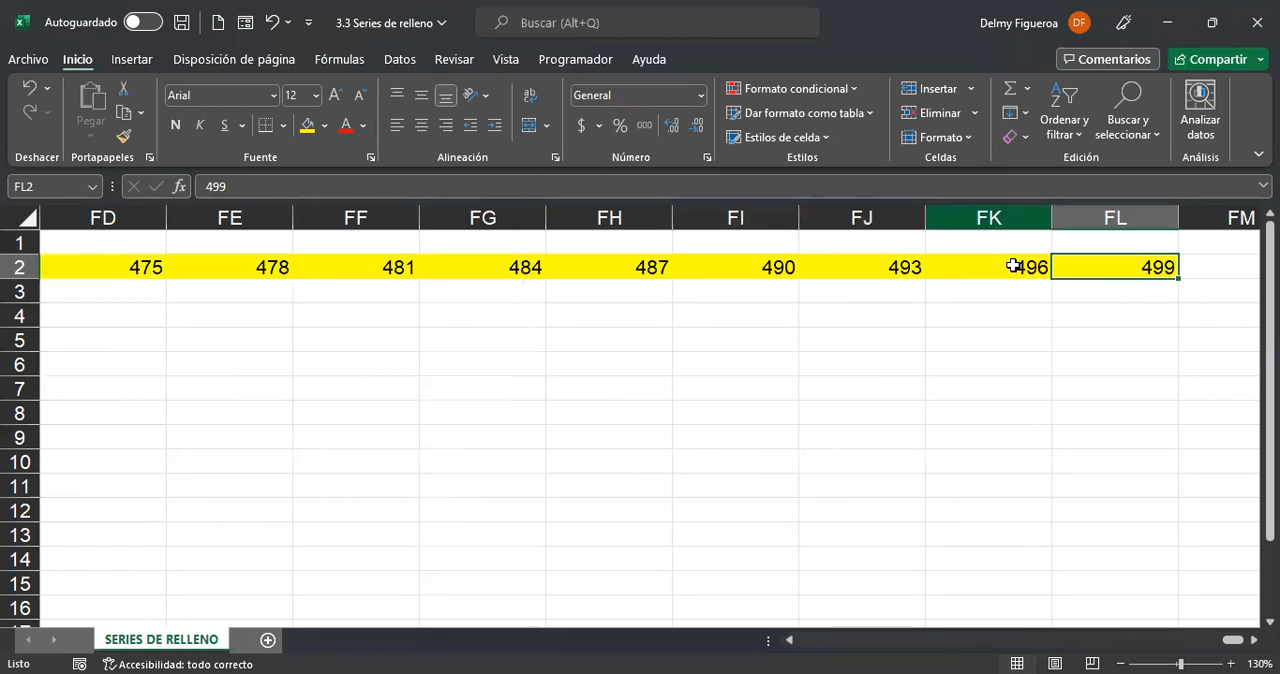 Autoguardado 3.3 Series de relleno Buscar (Alt+Q) Delmy Figueroa DF
Archivo Inicio Insertar Disposición de página Fórmulas Datos Revisar Vista Programador Ayuda Comentarios Compartir
Pegar Arial 12 General Formato condicional Insertar
N K S A $ % 000 Dar formato como tabla Eliminar Ordenar y filtrar Buscar y seleccionar Analizar datos
Estilos de celda Formato
Deshacer Portapapeles Fuente Alineación Número Estilos Celdas Edición Análisis
FL2 fx 499
FD FE FF FG FH FI FJ FK FL FM
1
2 475 478 481 484 487 490 493 496 499
3
4
5
6
7
8
9
10
11
12
13
14
15
16
SERIES DE RELLENO
Listo Accesibilidad: todo correcto 130%